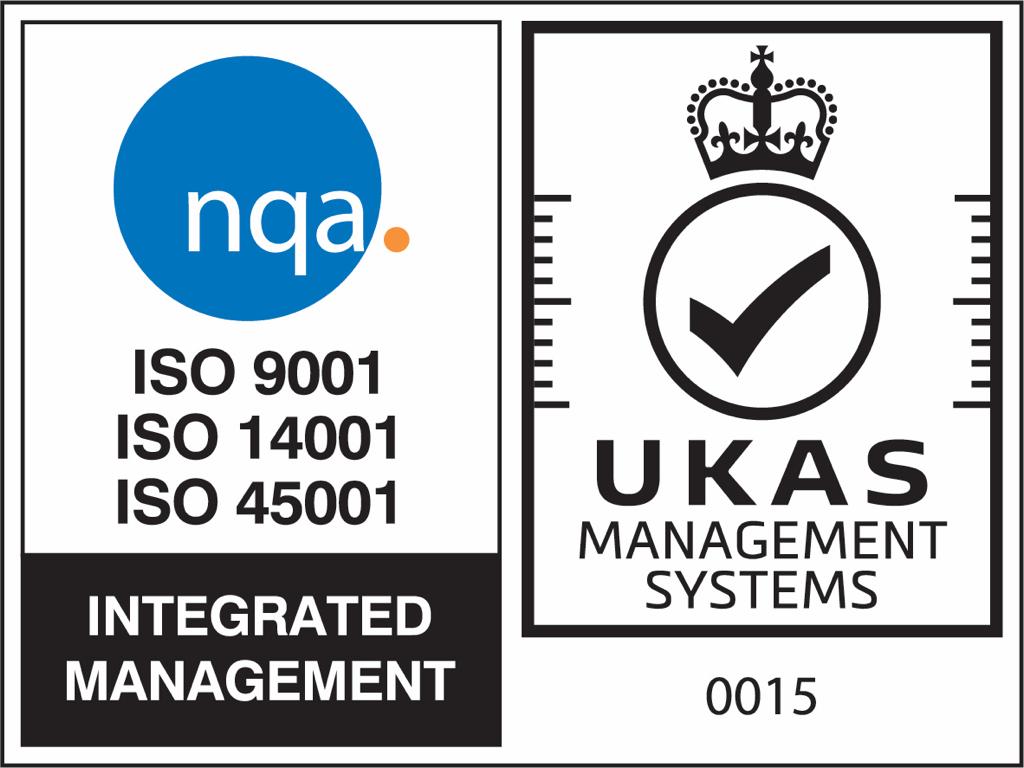 nqa.
ISO 9001
ISO 14001
ISO 45001
INTEGRATED
MANAGEMENT
UKAS
MANAGEMENT
SYSTEMS
0015